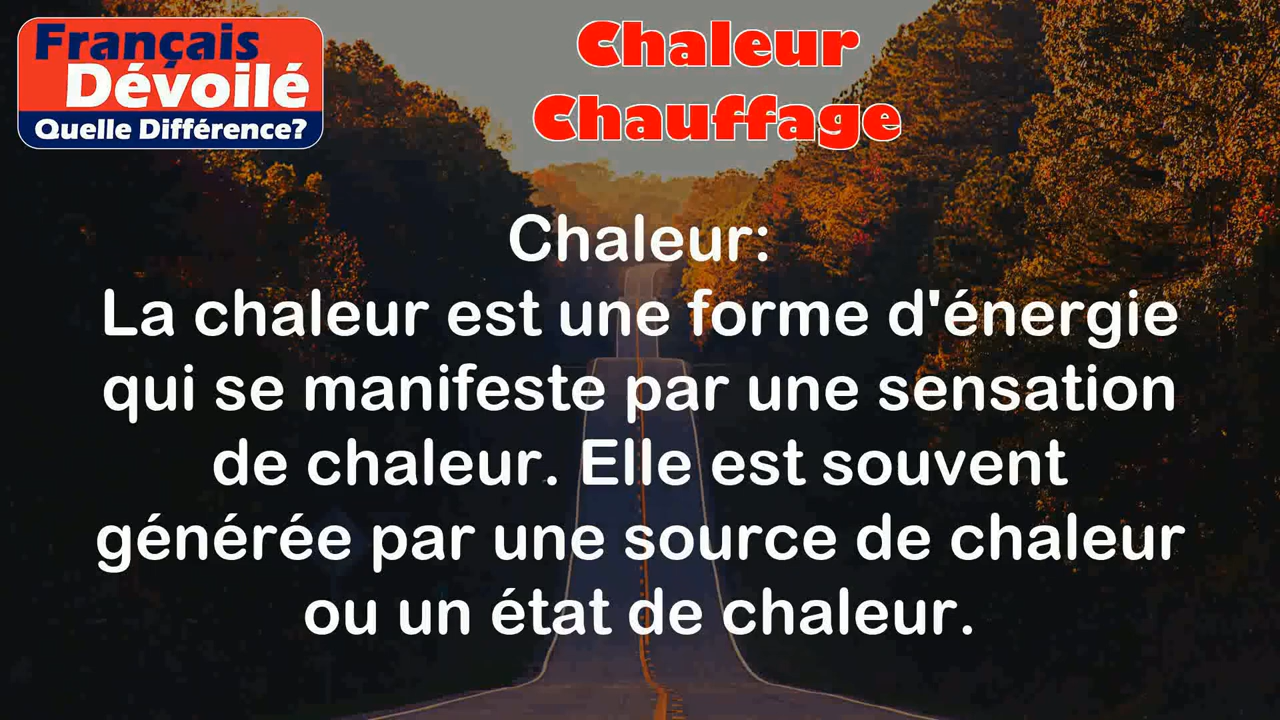 Français
Dévoilé
Quelle Différence?
Chaleur
Chauffage
Chaleur:
La chaleur est une forme d'énergie
qui se manifeste par une sensation
de chaleur. Elle est souvent
générée par une source de chaleur
ou un état de chaleur.